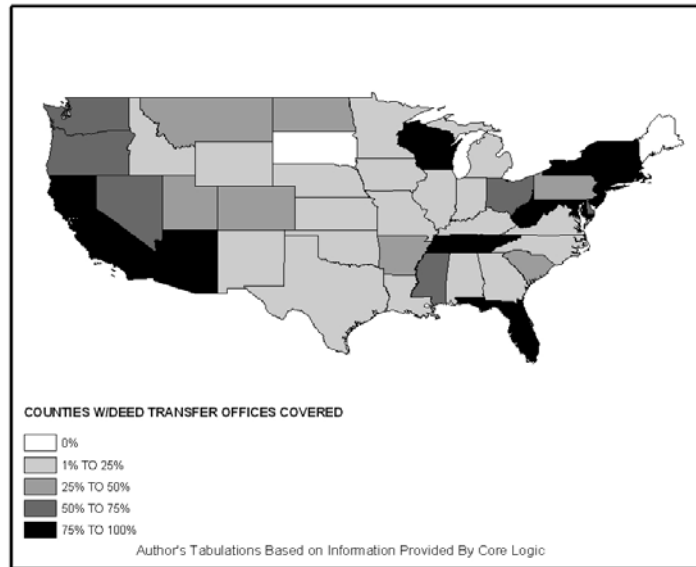 COUNTIES W/DEED TRANSFER OFFICES COVERED
0%
1% TO 25%
25% TO 50%
50% TO 75%
75% TO 100%
Author's Tabulations Based on Information Provided By Core Logic